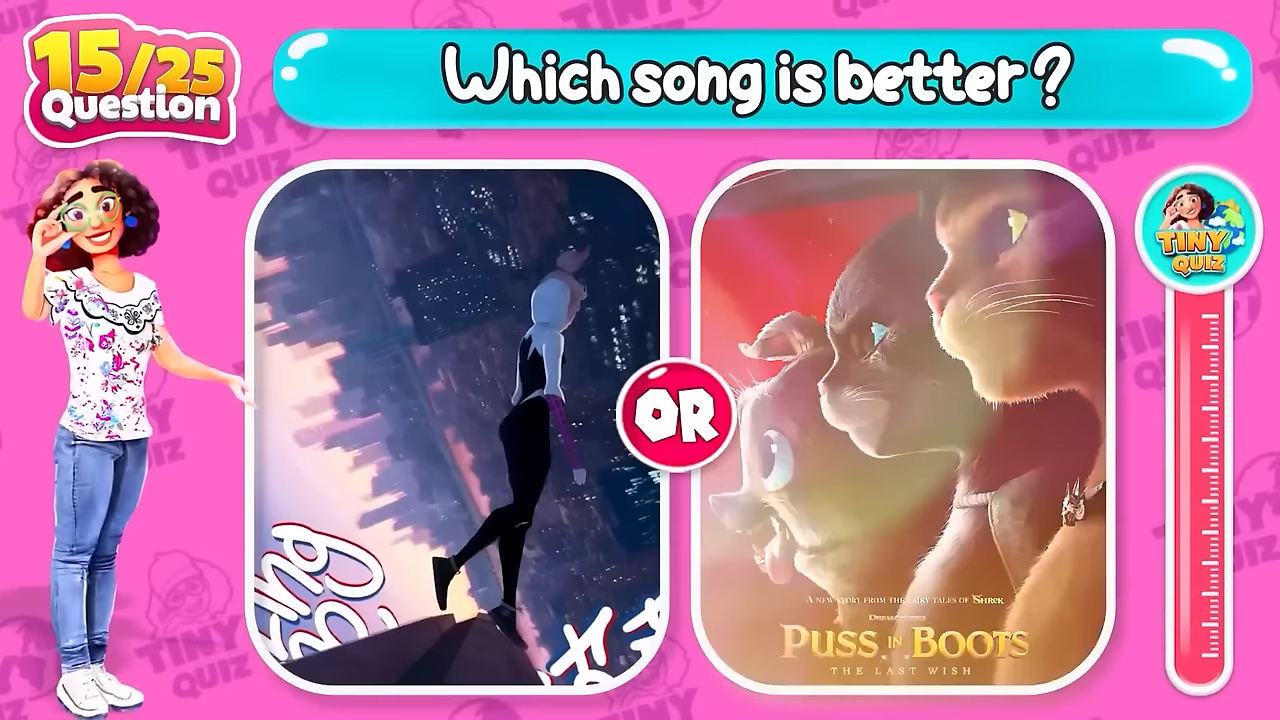 15/25
Question
Which song is better?
OR
TINY
QUIZ
A NEW STORY FROM THE FAIRY TALES OF SHREK
DREAMWORKS
PUSS IN BOOTS
THE LAST WISH